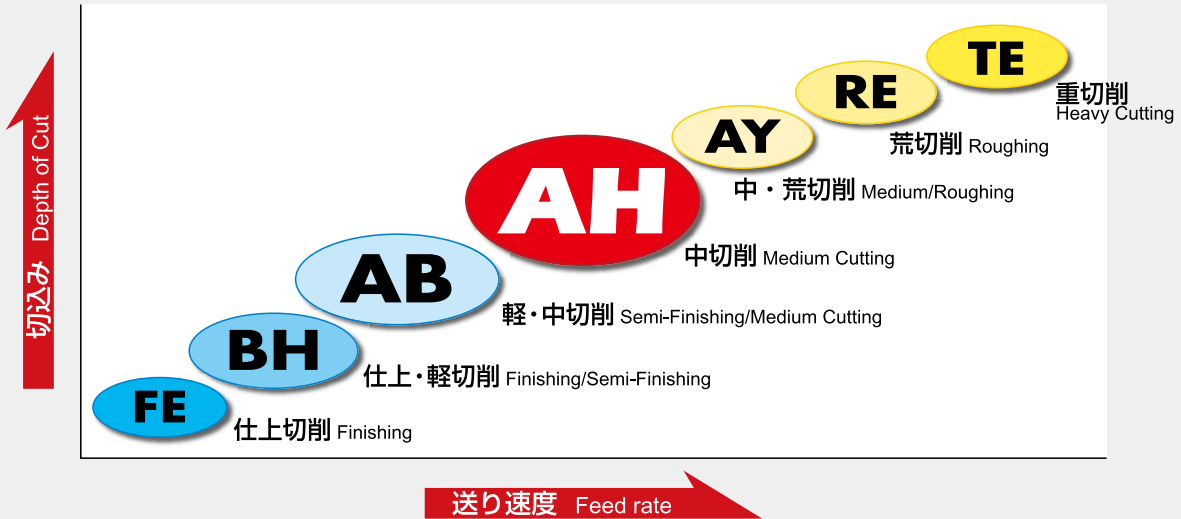 TE
重切削
Heavy Cutting
RE
荒切削 Roughing
AY
中・荒切削 Medium/Roughing
AH
中切削 Medium Cutting
AB
軽・中切削 Semi-Finishing/Medium Cutting
BH
仕上・軽切削 Finishing/Semi-Finishing
FE
仕上切削 Finishing
切込み Depth of Cut
送り速度 Feed rate